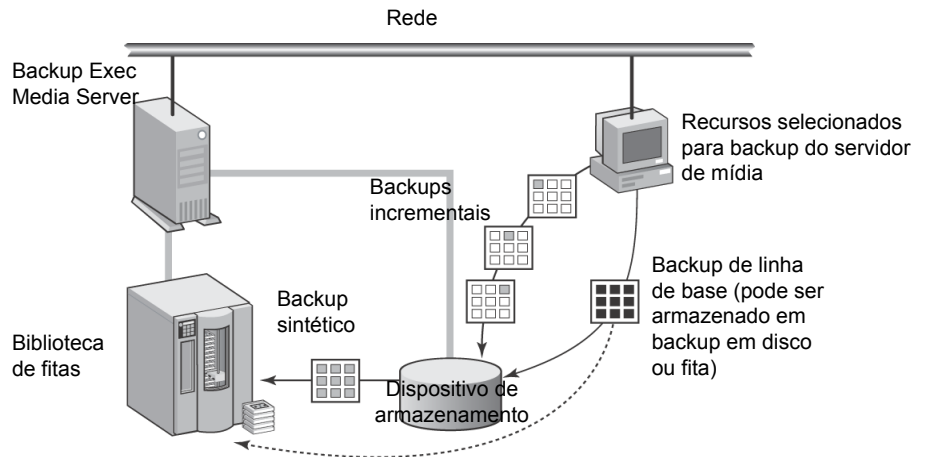 Rede
Backup Exec
Media Server
Recursos selecionados
para backup do servidor
de mídia
Backups
incrementais
Backup de linha
de base (pode ser
armazenado em
backup em disco
ou fita)
Backup
sintético
Biblioteca
de fitas
Dispositivo de
armazenamento